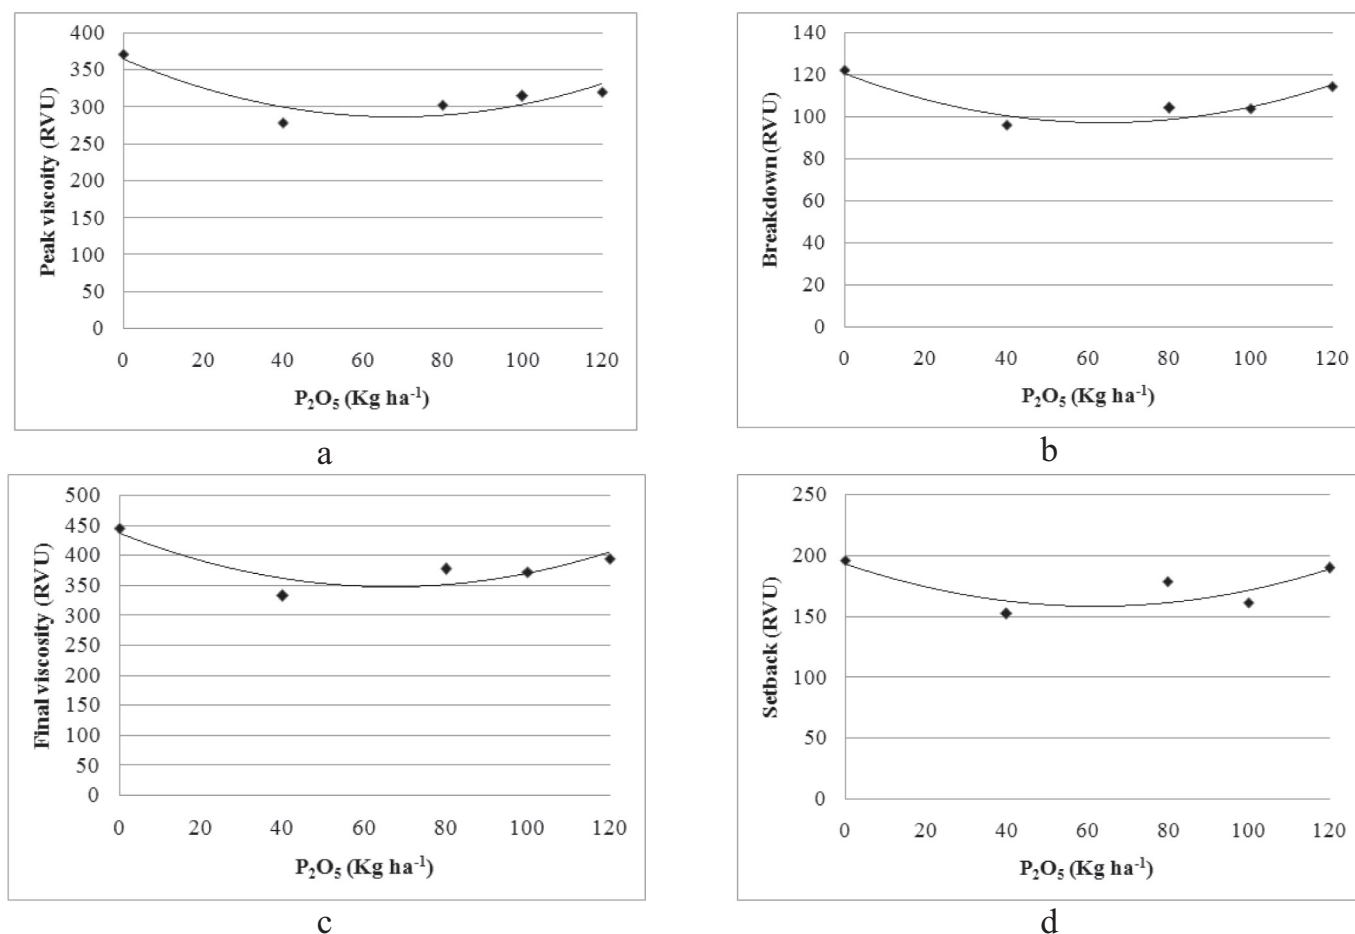 400
350
300
250
200
150
100
50
0
Peak viscoity (RVU)
0 20 40 60 80 100 120
P₂O₅ (Kg ha⁻¹)
a
140
120
100
80
60
40
20
0
Breakdown (RVU)
0 20 40 60 80 100 120
P₂O₅ (Kg ha⁻¹)
b
500
450
400
350
300
250
200
150
100
50
0
Final viscosity (RVU)
0 20 40 60 80 100 120
P₂O₅ (Kg ha⁻¹)
c
250
200
150
100
50
0
Setback (RVU)
0 20 40 60 80 100 120
P₂O₅ (Kg ha⁻¹)
d